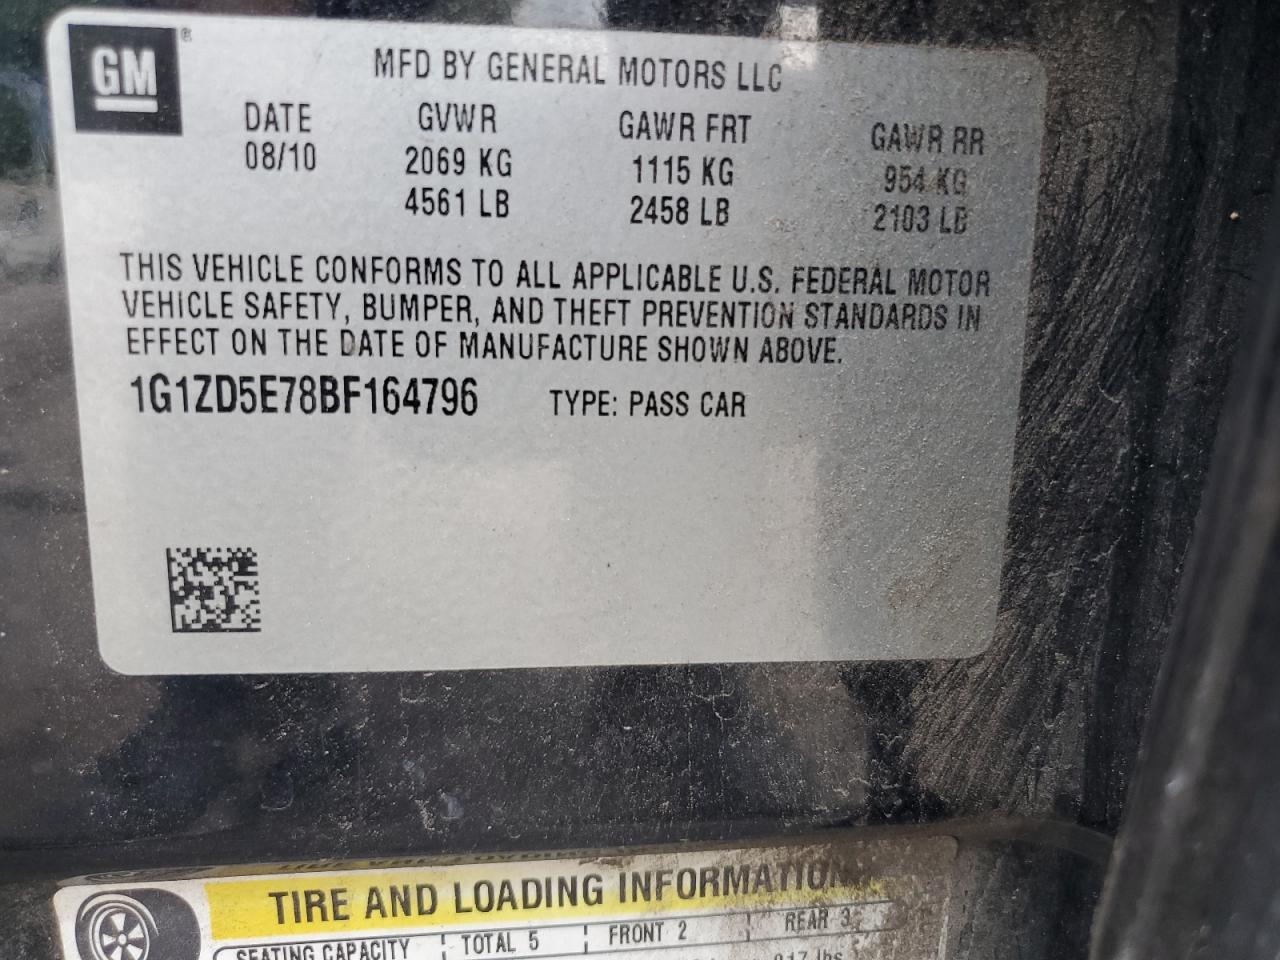 GM ®
MFD BY GENERAL MOTORS LLC
DATE GVWR GAWR FRT GAWR RR
08/10 2069 KG 1115 KG 954 KG
4561 LB 2458 LB 2103 LB
THIS VEHICLE CONFORMS TO ALL APPLICABLE U.S. FEDERAL MOTOR
VEHICLE SAFETY, BUMPER, AND THEFT PREVENTION STANDARDS IN
EFFECT ON THE DATE OF MANUFACTURE SHOWN ABOVE.
1G1ZD5E78BF164796 TYPE: PASS CAR
TIRE AND LOADING INFORMATION
SEATING CAPACITY TOTAL 5 FRONT 2 REAR 3
917 lbs